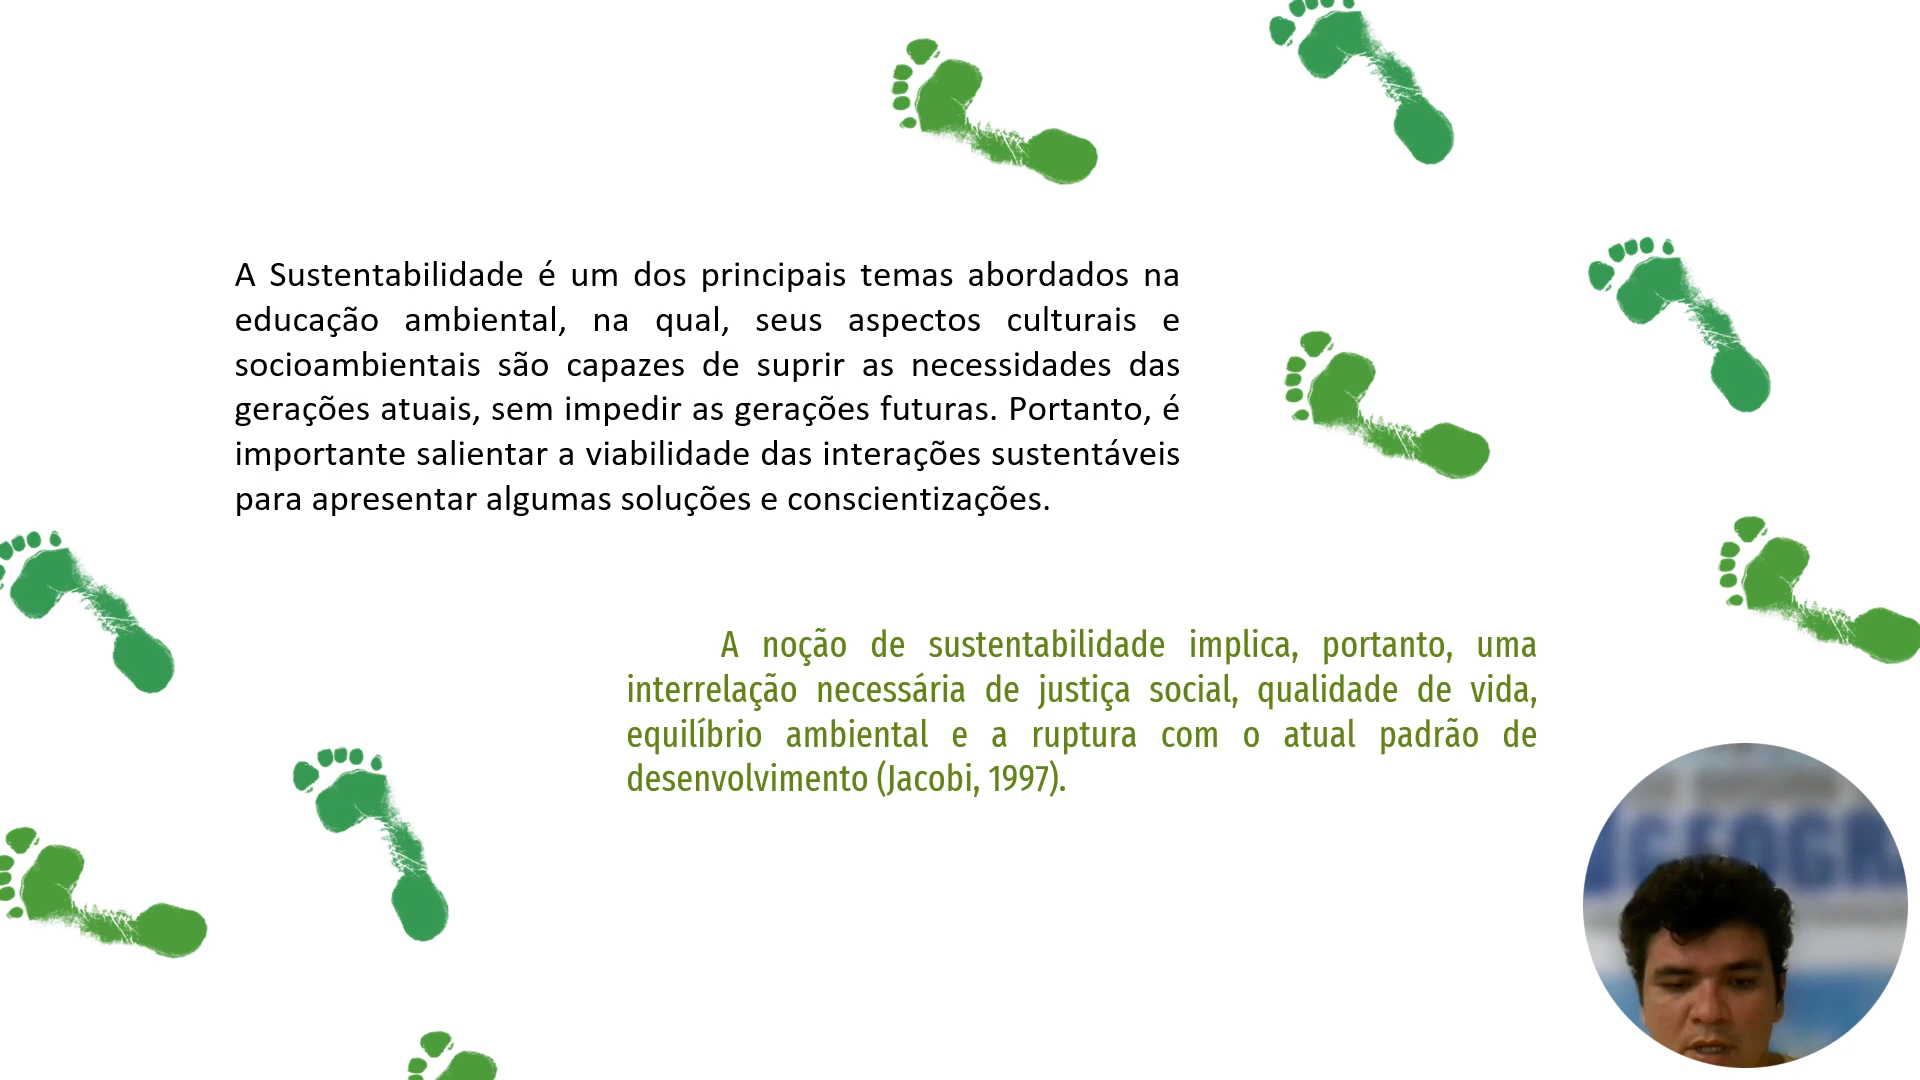 A Sustentabilidade é um dos principais temas abordados na
educação ambiental, na qual, seus aspectos culturais e
socioambientais são capazes de suprir as necessidades das
gerações atuais, sem impedir as gerações futuras. Portanto, é
importante salientar a viabilidade das interações sustentáveis
para apresentar algumas soluções e conscientizações.
A noção de sustentabilidade implica, portanto, uma
interrelação necessária de justiça social, qualidade de vida,
equilíbrio ambiental e a ruptura com o atual padrão de
desenvolvimento (Jacobi, 1997).